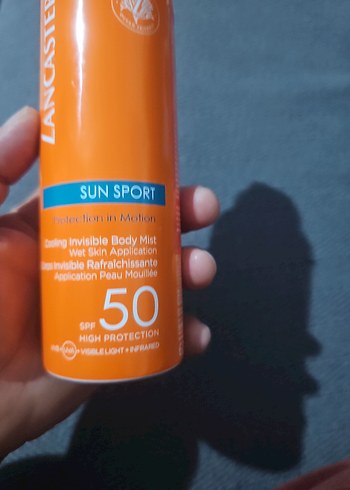 LANCASTER
SUN SPORT
Protection in Motion
Cooling Invisible Body Mist
Wet Skin Application
Invisible Rafraîchissante
Application Peau Mouillée
SPF 50
HIGH PROTECTION
UVA • VISIBLE LIGHT • INFRARED